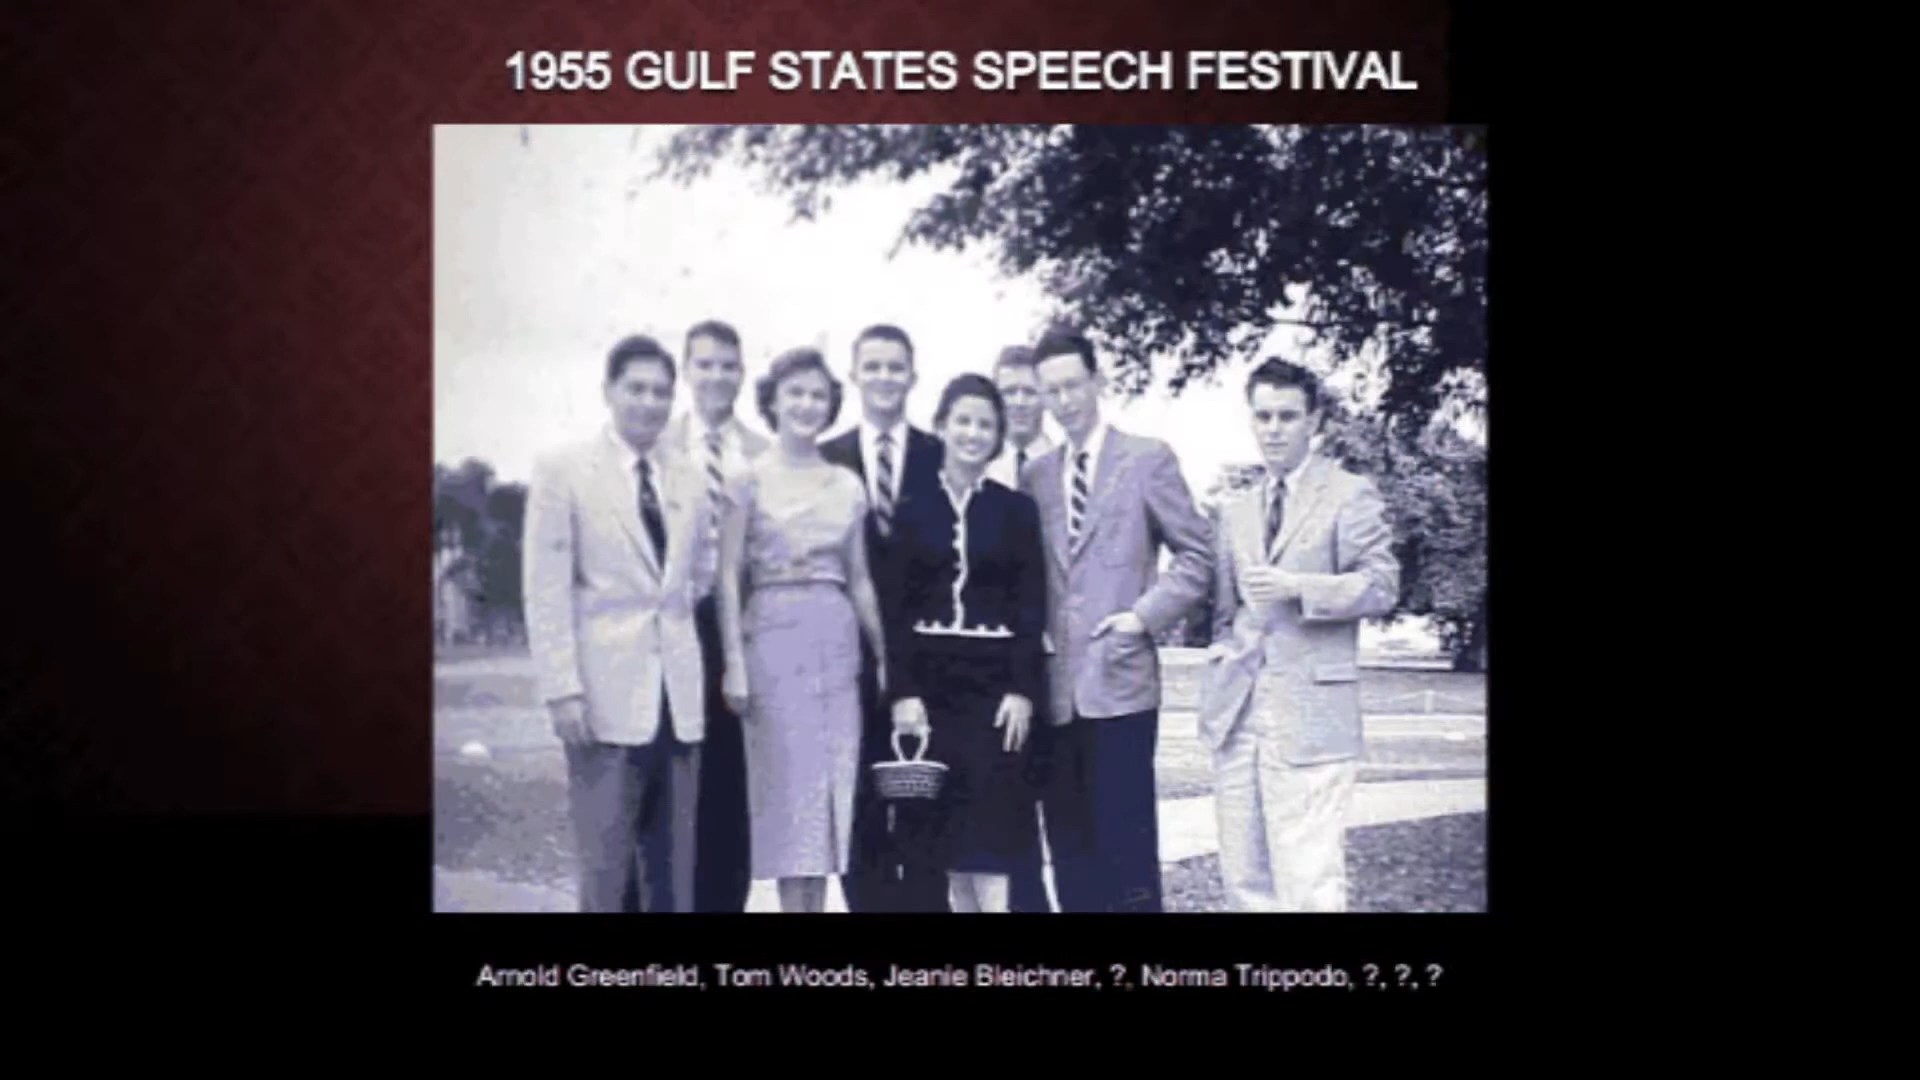 1955 GULF STATES SPEECH FESTIVAL
Arnold Greenfield, Tom Woods, Jeanie Bleichner, ?, Norma Trippodo, ?, ?, ?